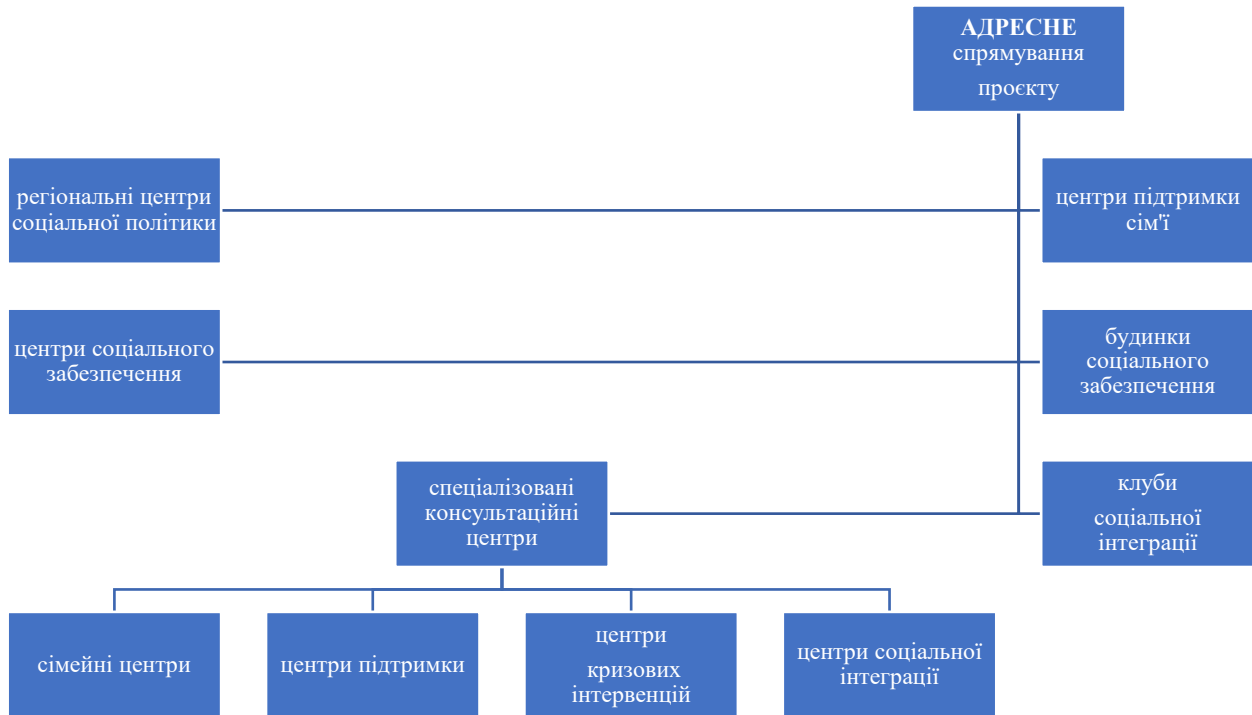 АДРЕСНЕ
спрямування
проєкту
регіональні центри
соціальної політики
центри підтримки
сім'ї
центри соціального
забезпечення
будинки
соціального
забезпечення
спеціалізовані
консультаційні
центри
клуби
соціальної
інтеграції
сімейні центри
центри підтримки
центри
кризових
інтервенцій
центри соціальної
інтеграції